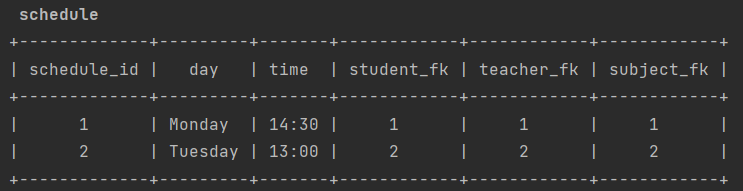 schedule
+-------------+---------+-------+------------+------------+------------+
| schedule_id |   day   | time  | student_fk | teacher_fk | subject_fk |
+-------------+---------+-------+------------+------------+------------+
|      1      | Monday  | 14:30 |     1      |     1      |     1      |
|      2      | Tuesday | 13:00 |     2      |     2      |     2      |
+-------------+---------+-------+------------+------------+------------+